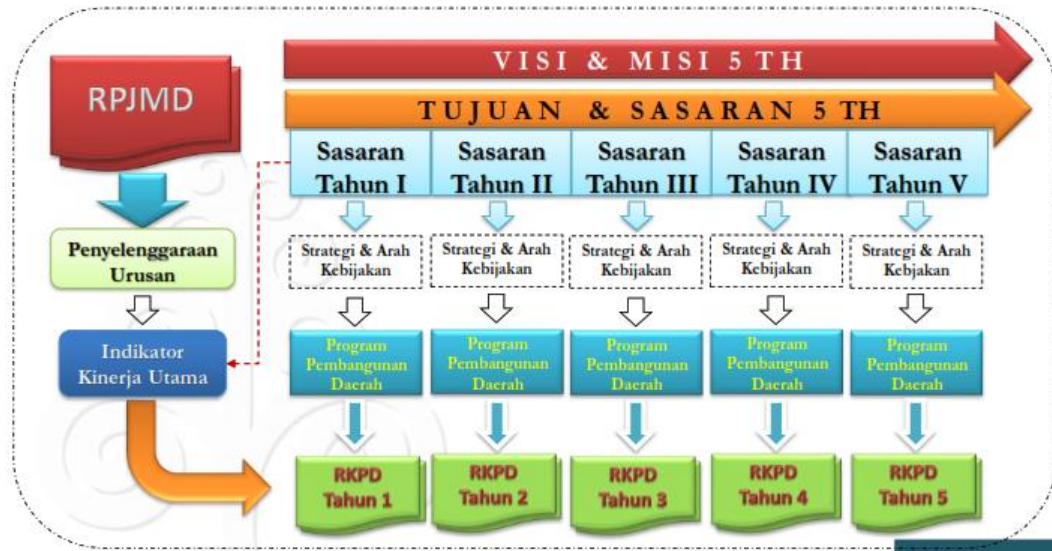 RPJMD
VISI & MISI 5 TH
TUJUAN & SASARAN 5 TH
Sasaran
Tahun I
Sasaran
Tahun II
Sasaran
Tahun III
Sasaran
Tahun IV
Sasaran
Tahun V
Penyelenggaraan
Urusan
Strategi & Arah
Kebijakan
Strategi & Arah
Kebijakan
Strategi & Arah
Kebijakan
Strategi & Arah
Kebijakan
Strategi & Arah
Kebijakan
Indikator
Kinerja Utama
Program
Pembangunan
Daerah
Program
Pembangunan
Daerah
Program
Pembangunan
Daerah
Program
Pembangunan
Daerah
Program
Pembangunan
Daerah
RKPD
Tahun 1
RKPD
Tahun 2
RKPD
Tahun 3
RKPD
Tahun 4
RKPD
Tahun 5